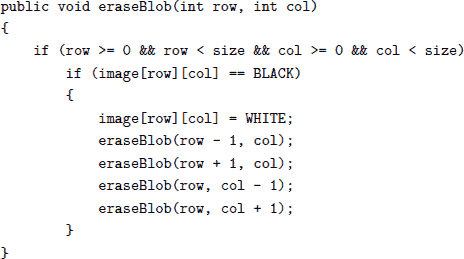 public void eraseBlob(int row, int col)
{
    if (row >= 0 && row < size && col >= 0 && col < size)
        if (image[row][col] == BLACK)
        {
            image[row][col] = WHITE;
            eraseBlob(row - 1, col);
            eraseBlob(row + 1, col);
            eraseBlob(row, col - 1);
            eraseBlob(row, col + 1);
        }
}